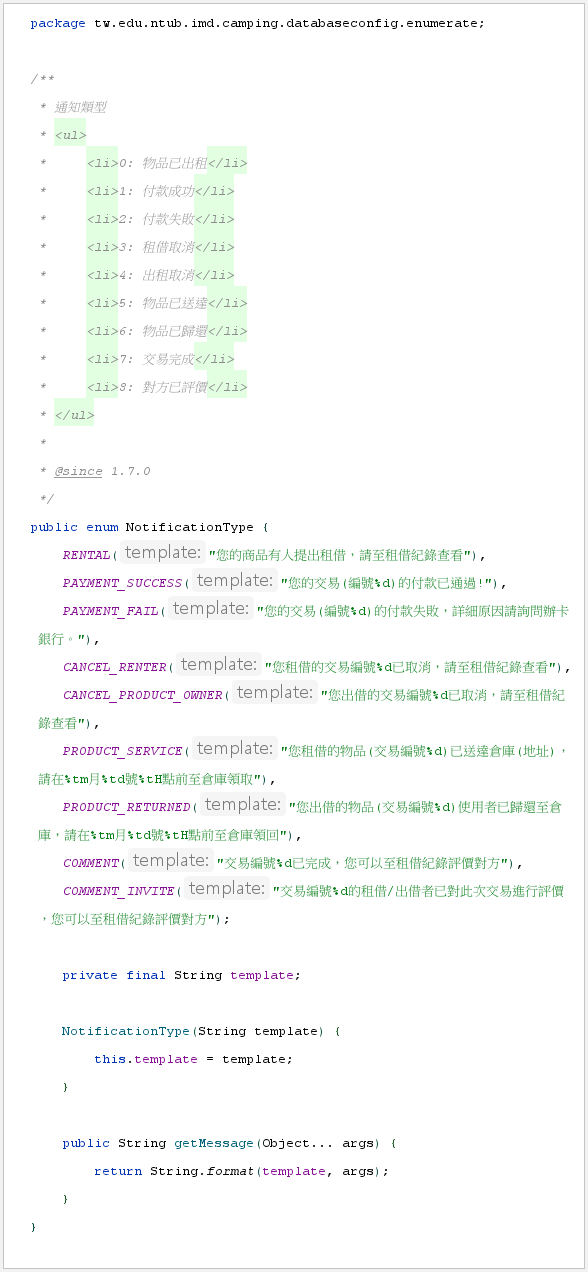 package tw.edu.ntub.imd.camping.databaseconfig.enumerate;
/**
 * 通知類型
 * <ul>
 *     <li>0: 物品已出租</li>
 *     <li>1: 付款成功</li>
 *     <li>2: 付款失敗</li>
 *     <li>3: 租借取消</li>
 *     <li>4: 出租取消</li>
 *     <li>5: 物品已送達</li>
 *     <li>6: 物品已歸還</li>
 *     <li>7: 交易完成</li>
 *     <li>8: 對方已評價</li>
 * </ul>
 *
 * @since 1.7.0
 */
public enum NotificationType {
    RENTAL( template: "您的商品有人提出租借，請至租借紀錄查看"),
    PAYMENT_SUCCESS( template: "您的交易(編號%d)的付款已通過!"),
    PAYMENT_FAIL( template: "您的交易(編號%d)的付款失敗，詳細原因請詢問辦卡
銀行。"),
    CANCEL_RENTER( template: "您租借的交易編號%d已取消，請至租借紀錄查看"),
    CANCEL_PRODUCT_OWNER( template: "您出借的交易編號%d已取消，請至租借紀
錄查看"),
    PRODUCT_SERVICE( template: "您租借的物品(交易編號%d)已送達倉庫(地址)，
請在%tm月%td號%tH點前至倉庫領取"),
    PRODUCT_RETURNED( template: "您出借的物品(交易編號%d)使用者已歸還至倉
庫，請在%tm月%td號%tH點前至倉庫領回"),
    COMMENT( template: "交易編號%d已完成，您可以至租借紀錄評價對方"),
    COMMENT_INVITE( template: "交易編號%d的租借/出借者已對此次交易進行評價
，您可以至租借紀錄評價對方");
    private final String template;
    NotificationType(String template) {
        this.template = template;
    }
    public String getMessage(Object... args) {
        return String.format(template, args);
    }
}